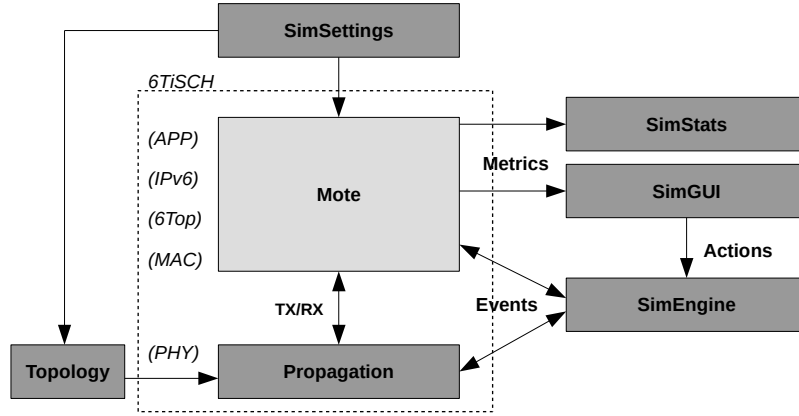 SimSettings
6TiSCH
(APP)
SimStats
Metrics
(IPv6)
Mote
SimGUI
(6Top)
(MAC)
Actions
TX/RX
Events
SimEngine
(PHY)
Topology
Propagation